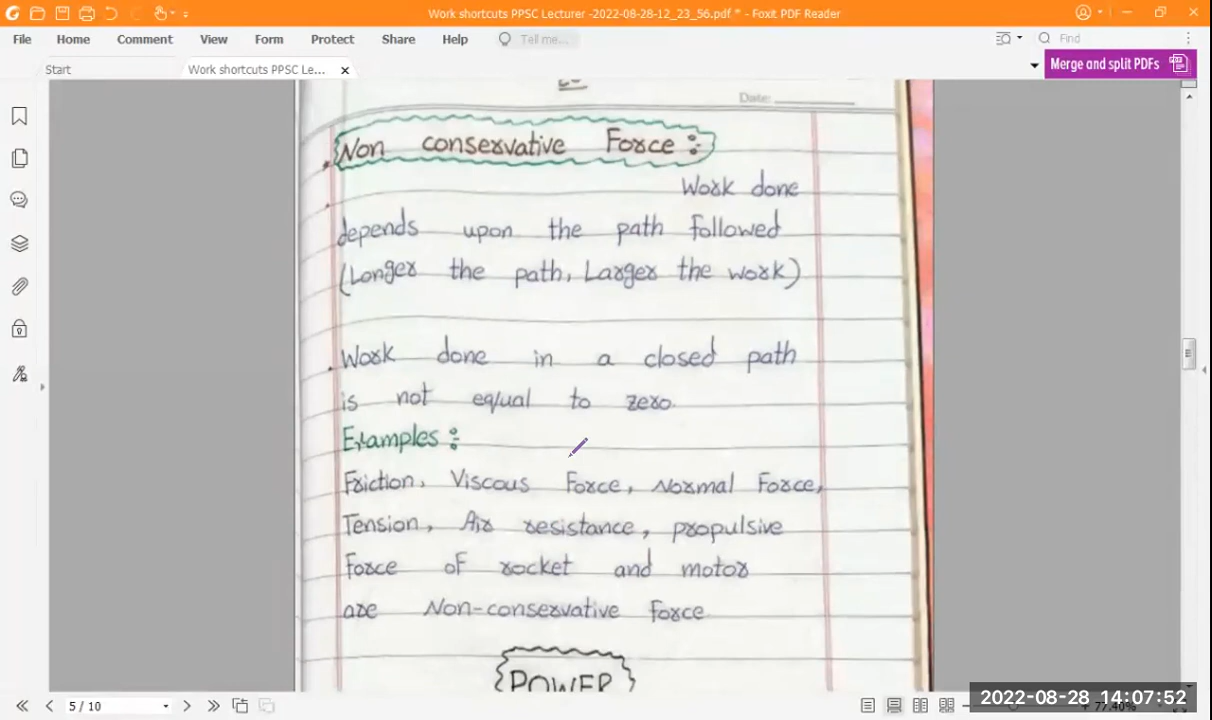 Work shortcuts PPSC Lecturer -2022-08-28-12_23_56.pdf * - Foxit PDF Reader
File Home Comment View Form Protect Share Help Tell me... Find
Start Work shortcuts PPSC Le... Merge and split PDFs
Date:
Non conservative Force :
Work done
depends upon the path followed
(Longer the path, Larger the work)
Work done in a closed path
is not equal to zero.
Examples :
Friction, Viscous Force, Normal Force,
Tension, Air resistance, propulsive
Force of rocket and motor
are Non-conservative Force
POWER
5 / 10
2022-08-28 14:07:52
77.40%